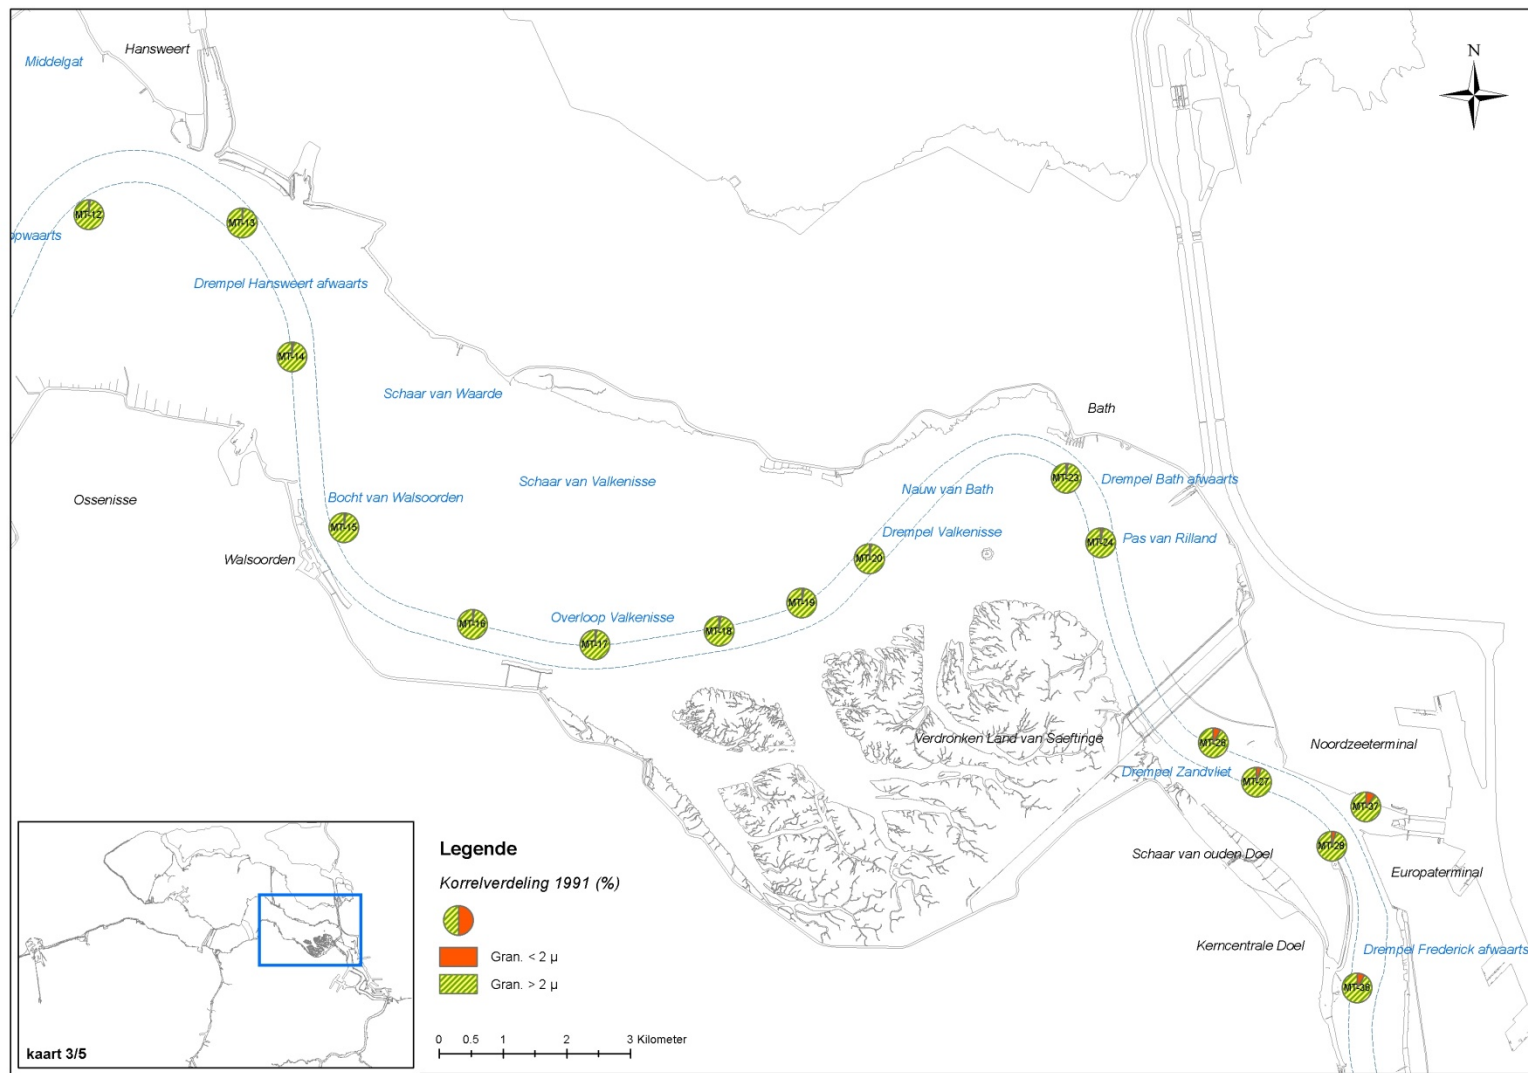 Hansweert
Middelgat
N
MT-12
MT-13
opwaarts
Drempel Hansweert afwaarts
MT-14
Schaar van Waarde
Bath
Schaar van Valkenisse
Nauw van Bath
MT-23
Drempel Bath afwaarts
Ossenisse
Bocht van Walsoorden
MT-15
Drempel Valkenisse
MT-24
Pas van Rilland
Walsoorden
MT-20
MT-19
Overloop Valkenisse
MT-16
MT-18
MT-17
Verdronken Land van Saeftinge
MT-26
Noordzeeterminal
Drempel Zandvliet
MT-27
MT-37
Schaar van ouden Doel
Europaterminal
Kerncentrale Doel
Drempel Frederick afwaarts
Legende
Korrelverdeling 1991 (%)
Gran. < 2 µ
Gran. > 2 µ
0 0.5 1 2 3 Kilometer
kaart 3/5